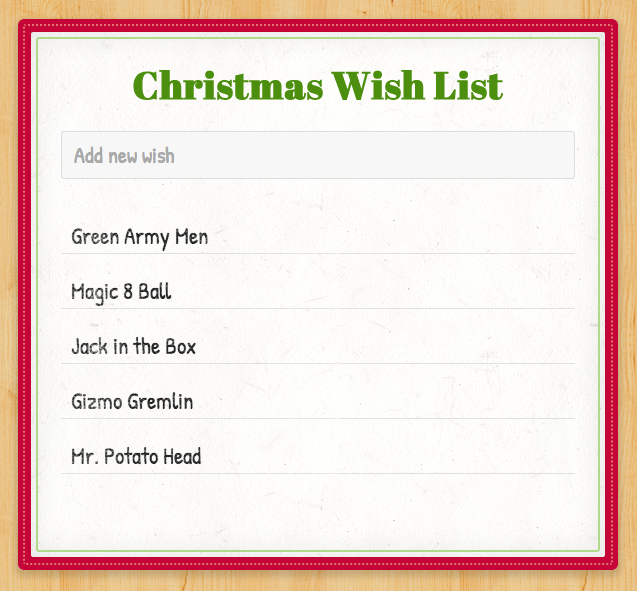 Christmas Wish List
Add new wish
Green Army Men
Magic 8 Ball
Jack in the Box
Gizmo Gremlin
Mr. Potato Head